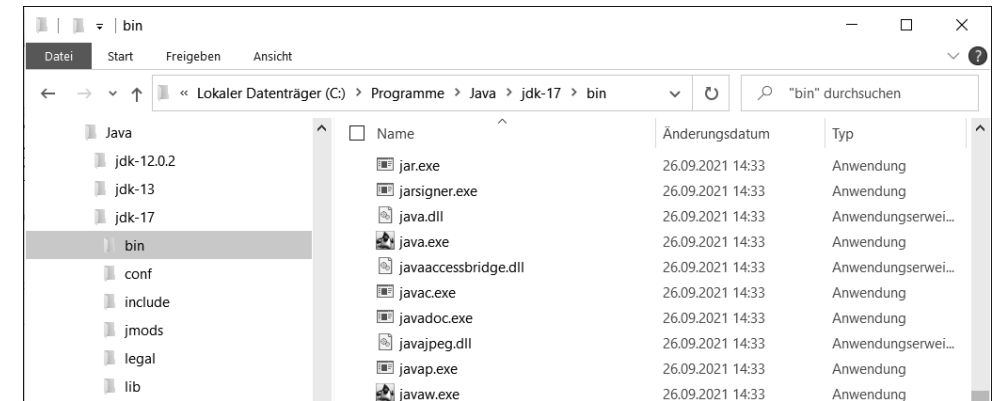 bin
Datei Start Freigeben Ansicht ?
« Lokaler Datenträger (C:) > Programme > Java > jdk-17 > bin "bin" durchsuchen
Java Name Änderungsdatum Typ
jdk-12.0.2 jar.exe 26.09.2021 14:33 Anwendung
jdk-13 jarsigner.exe 26.09.2021 14:33 Anwendung
jdk-17 java.dll 26.09.2021 14:33 Anwendungserwei...
bin java.exe 26.09.2021 14:33 Anwendung
conf javaaccessbridge.dll 26.09.2021 14:33 Anwendungserwei...
include javac.exe 26.09.2021 14:33 Anwendung
jmods javadoc.exe 26.09.2021 14:33 Anwendung
legal javajpeg.dll 26.09.2021 14:33 Anwendungserwei...
lib javap.exe 26.09.2021 14:33 Anwendung
javaw.exe 26.09.2021 14:33 Anwendung